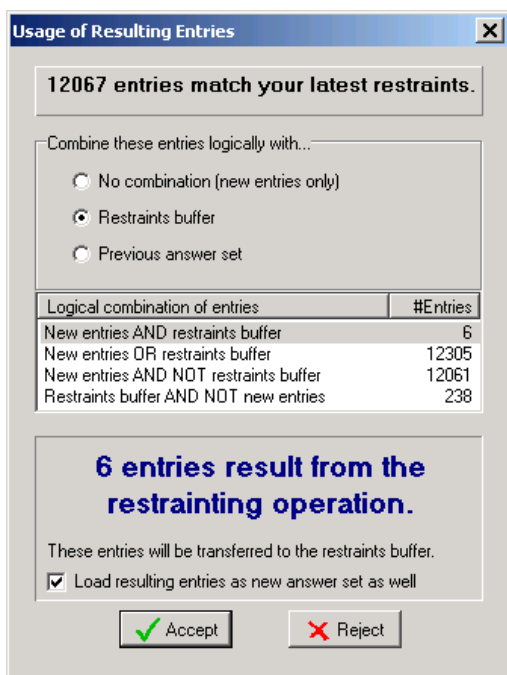 Usage of Resulting Entries
12067 entries match your latest restraints.
Combine these entries logically with...
No combination (new entries only)
Restraints buffer
Previous answer set
Logical combination of entries #Entries
New entries AND restraints buffer 6
New entries OR restraints buffer 12305
New entries AND NOT restraints buffer 12061
Restraints buffer AND NOT new entries 238
6 entries result from the
restrainting operation.
These entries will be transferred to the restraints buffer.
Load resulting entries as new answer set as well
Accept Reject